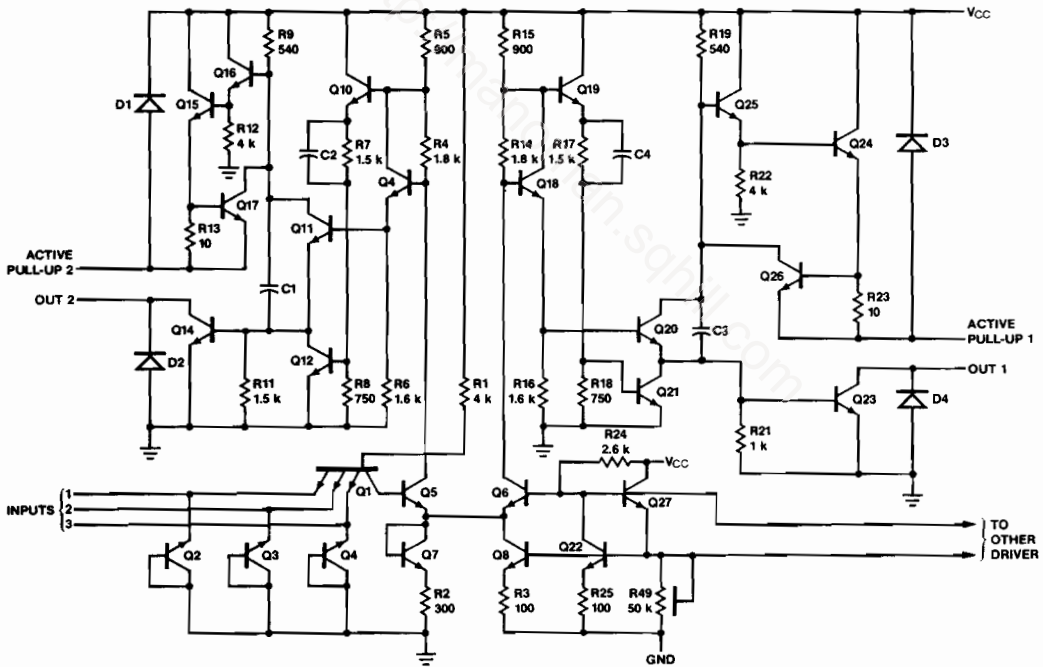 VCC
R9
540
R5
900
R15
900
R19
540
Q16
Q10
Q19
Q25
D1
Q15
R12
4 k
C2
R7
1.5 k
R4
1.8 k
R14
1.8 k
R17
1.5 k
C4
Q24
D3
Q4
Q18
R22
4 k
Q17
R13
10
Q11
Q26
R23
10
ACTIVE
PULL-UP 2
OUT 2
C1
Q14
Q20
C3
ACTIVE
PULL-UP 1
D2
Q12
OUT 1
R11
1.5 k
R8
750
R6
1.6 k
R1
4 k
R16
1.6 k
R18
750
Q21
Q23
D4
R21
1 k
R24
2.6 k
VCC
INPUTS
1
2
3
Q1
Q5
Q6
Q27
TO
OTHER
DRIVER
Q2
Q3
Q4
Q7
Q8
Q22
R2
300
R3
100
R25
100
R49
50 k
GND